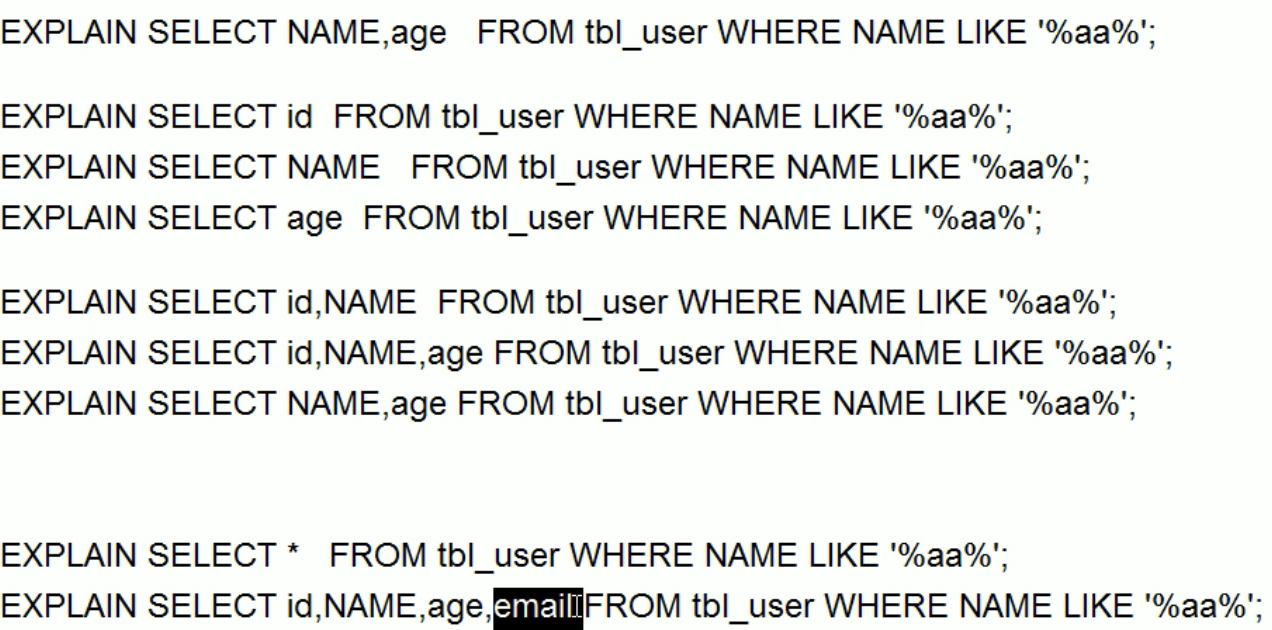 EXPLAIN SELECT NAME,age   FROM tbl_user WHERE NAME LIKE '%aa%';
EXPLAIN SELECT id  FROM tbl_user WHERE NAME LIKE '%aa%';
EXPLAIN SELECT NAME   FROM tbl_user WHERE NAME LIKE '%aa%';
EXPLAIN SELECT age  FROM tbl_user WHERE NAME LIKE '%aa%';
EXPLAIN SELECT id,NAME  FROM tbl_user WHERE NAME LIKE '%aa%';
EXPLAIN SELECT id,NAME,age FROM tbl_user WHERE NAME LIKE '%aa%';
EXPLAIN SELECT NAME,age FROM tbl_user WHERE NAME LIKE '%aa%';
EXPLAIN SELECT *   FROM tbl_user WHERE NAME LIKE '%aa%';
EXPLAIN SELECT id,NAME,age,email FROM tbl_user WHERE NAME LIKE '%aa%';